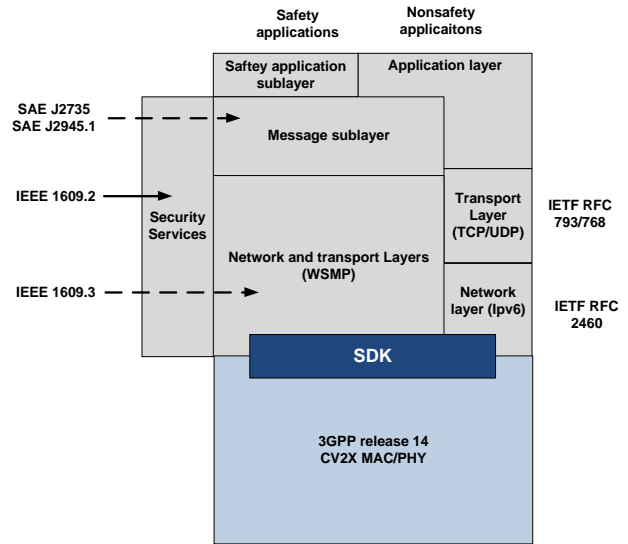 Safety
applications
Nonsafety
applicaitons
Saftey application
sublayer
Application layer
SAE J2735
SAE J2945.1
Message sublayer
IEEE 1609.2
Security
Services
Transport
Layer
(TCP/UDP)
IETF RFC
793/768
Network and transport Layers
(WSMP)
IEEE 1609.3
Network
layer (Ipv6)
IETF RFC
2460
SDK
3GPP release 14
CV2X MAC/PHY